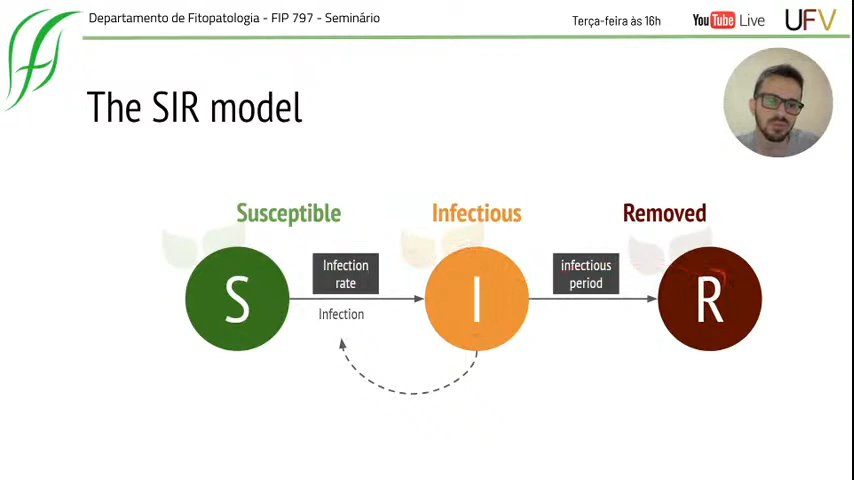 Departamento de Fitopatologia - FIP 797 - Seminário
Terça-feira às 16h
YouTube Live
UFV
The SIR model
Susceptible
Infectious
Removed
S
Infection
rate
Infection
I
infectious
period
R